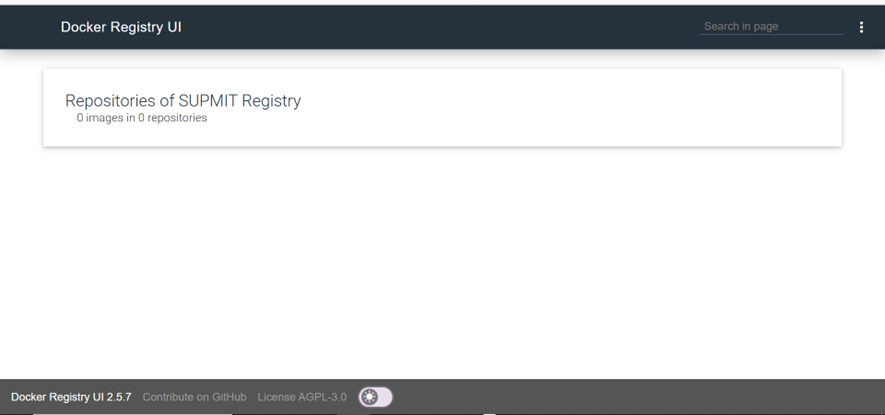 Docker Registry UI
Search in page
Repositories of SUPMIT Registry
0 images in 0 repositories
Docker Registry UI 2.5.7 Contribute on GitHub License AGPL-3.0